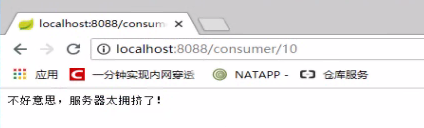 localhost:8088/consumer/1
localhost:8088/consumer/10
应用 一分钟实现内网穿透 NATAPP - 仓库服务
不好意思，服务器太拥挤了！